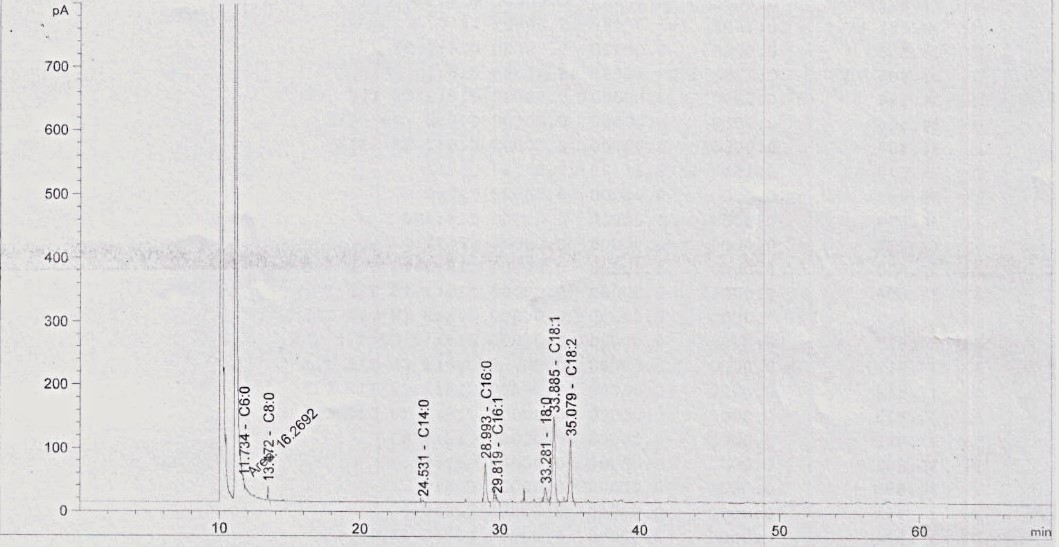 pA
700
600
500
400
300
200
100
0
11.734 - C6:0
13.472 - C8:0
Area: 16.2692
24.531 - C14:0
28.993 - C16:0
29.819 - C16:1
33.281 - 18:0
33.885 - C18:1
35.079 - C18:2
10
20
30
40
50
60
min